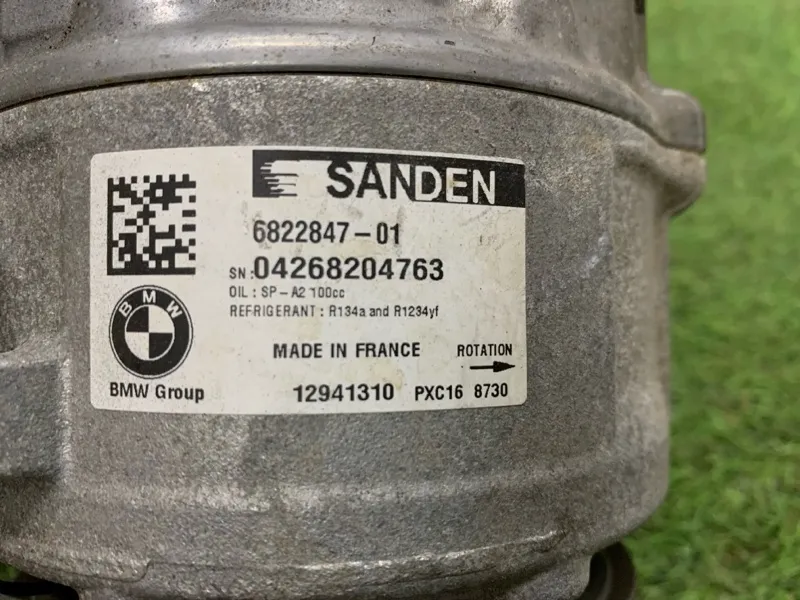 SANDEN
6822847-01
SN:04268204763
OIL : SP-A2 100cc
REFRIGERANT : R134a and R1234yf
BMW
MADE IN FRANCE
ROTATION
BMW Group
12941310 PXC16 8730